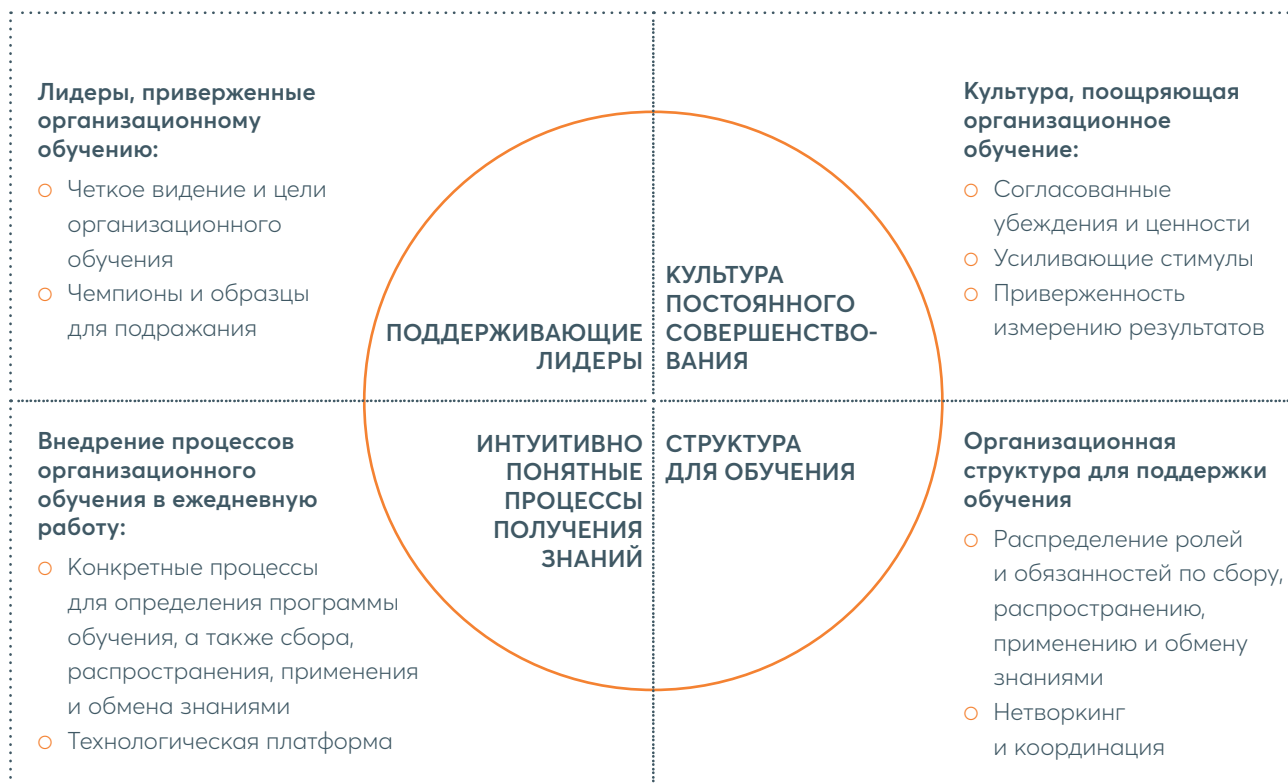 Лидеры, приверженные
организационному
обучению:
Четкое видение и цели
организационного
обучения
Чемпионы и образцы
для подражания
ПОДДЕРЖИВАЮЩИЕ
ЛИДЕРЫ
КУЛЬТУРА
ПОСТОЯННОГО
СОВЕРШЕНСТВО-
ВАНИЯ
Культура, поощряющая
организационное
обучение:
Согласованные
убеждения и ценности
Усиливающие стимулы
Приверженность
измерению результатов
Внедрение процессов
организационного
обучения в ежедневную
работу:
Конкретные процессы
для определения программы
обучения, а также сбора,
распространения, применения
и обмена знаниями
Технологическая платформа
ИНТУИТИВНО
ПОНЯТНЫЕ
ПРОЦЕССЫ
ПОЛУЧЕНИЯ
ЗНАНИЙ
СТРУКТУРА
ДЛЯ ОБУЧЕНИЯ
Организационная
структура для поддержки
обучения
Распределение ролей
и обязанностей по сбору,
распространению,
применению и обмену
знаниями
Нетворкинг
и координация